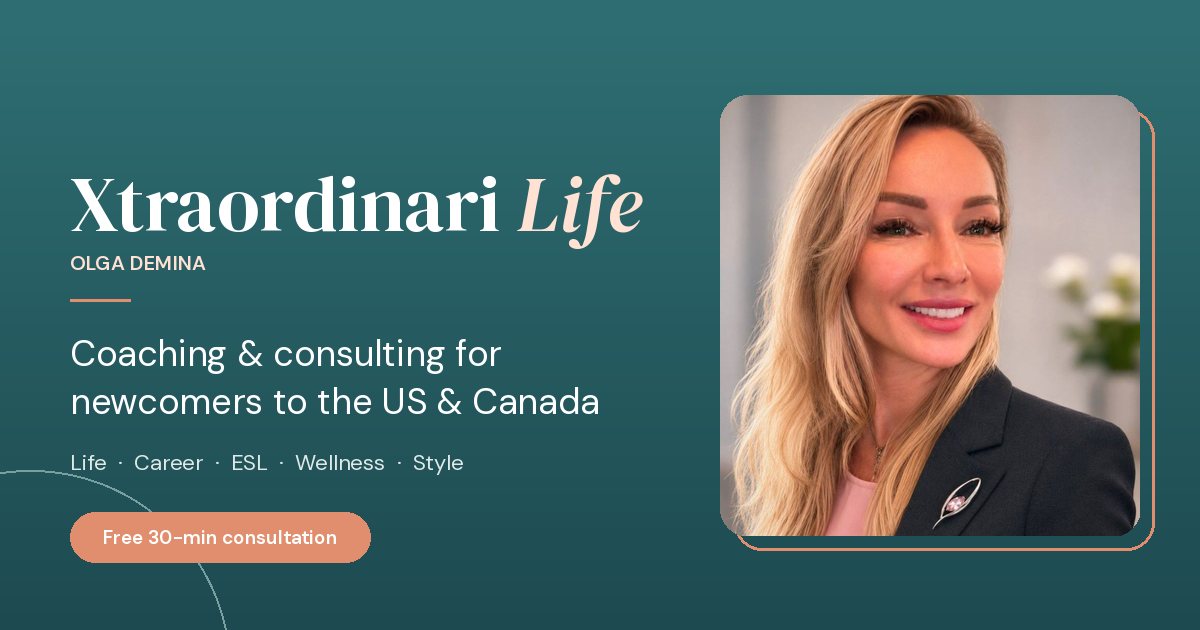 Xtraordinari Life
OLGA DEMINA
Coaching & consulting for
newcomers to the US & Canada
Life · Career · ESL · Wellness · Style
Free 30-min consultation